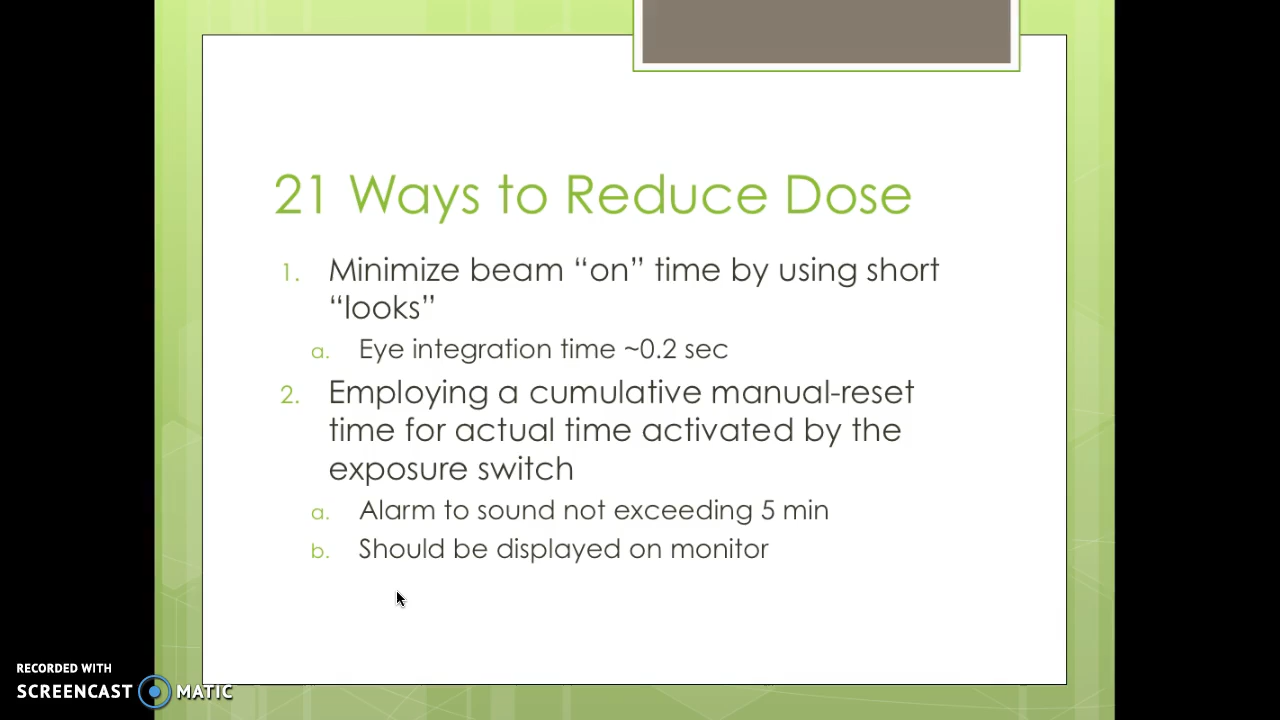 21 Ways to Reduce Dose
1. Minimize beam “on” time by using short
“looks”
a. Eye integration time ~0.2 sec
2. Employing a cumulative manual-reset
time for actual time activated by the
exposure switch
a. Alarm to sound not exceeding 5 min
b. Should be displayed on monitor
RECORDED WITH
SCREENCAST MATIC